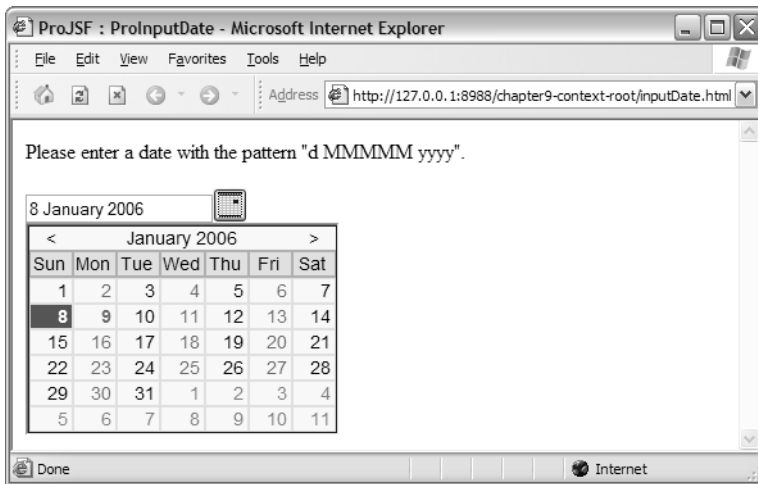 ProJSF : ProInputDate - Microsoft Internet Explorer
File Edit View Favorites Tools Help
Address http://127.0.0.1:8988/chapter9-context-root/inputDate.html
Please enter a date with the pattern "d MMMMM yyyy".
8 January 2006
< January 2006 >
Sun Mon Tue Wed Thu Fri Sat
1 2 3 4 5 6 7
8 9 10 11 12 13 14
15 16 17 18 19 20 21
22 23 24 25 26 27 28
29 30 31 1 2 3 4
5 6 7 8 9 10 11
Done Internet